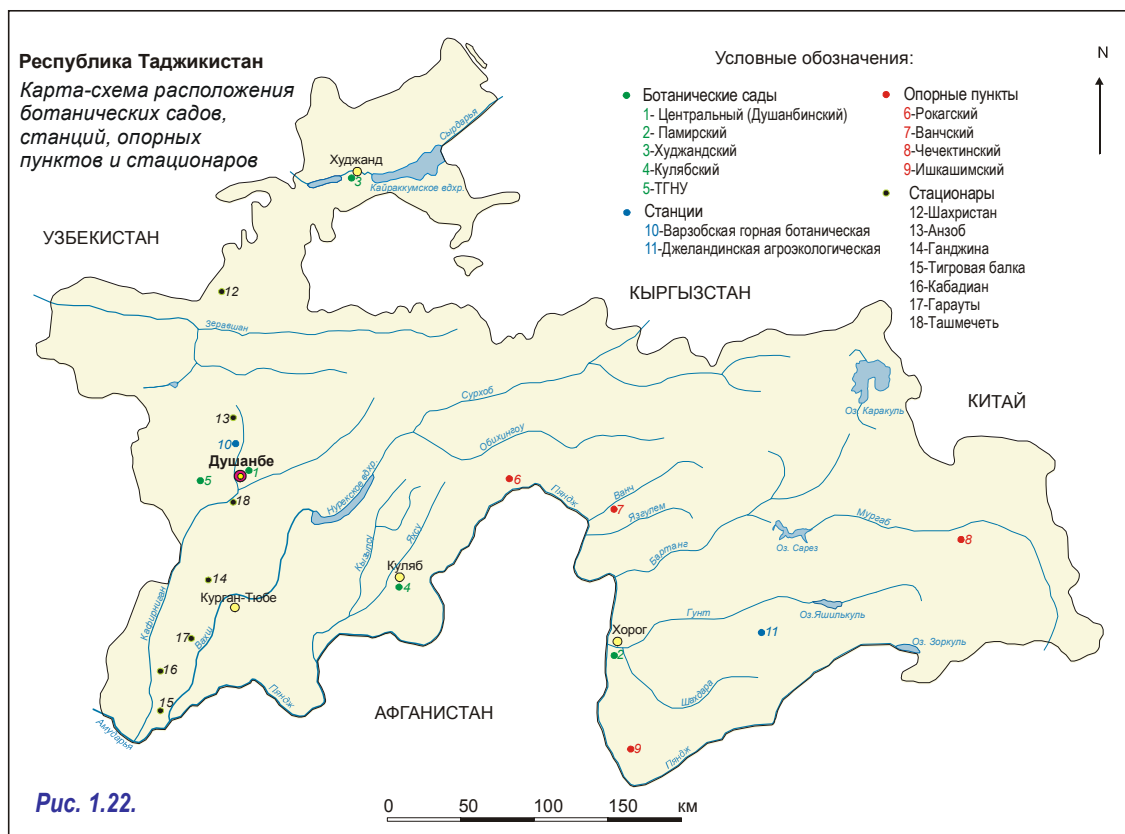 Республика Таджикистан
Карта-схема расположения
ботанических садов,
станций, опорных
пунктов и стационаров
Условные обозначения:
Ботанические сады
1- Центральный (Душанбинский)
2- Памирский
3-Худжандский
4-Кулябский
5-ТГНУ
Станции
10-Варзобская горная ботаническая
11-Джеландинская агроэкологическая
Опорные пункты
6-Рокагский
7-Ванчский
8-Чечектинский
9-Ишкашимский
Стационары
12-Шахристан
13-Анзоб
14-Ганджина
15-Тигровая балка
16-Кабадиан
17-Гарауты
18-Ташмечеть
N
Сырдарья
Худжанд
3
Кайраккумское вдхр.
УЗБЕКИСТАН
КЫРГЫЗСТАН
12
Зеравшан
КИТАЙ
Оз. Каракуль
Сурхоб
13
10
Обихингоу
Душанбе
1
5
Нурекское вдхр.
6
Пяндж
Ванч
7
18
Язгулем
Мургаб
8
Оз. Сарез
Бартанг
Кызылсу
Яхсу
Куляб
4
14
Курган-Тюбе
Кафирниган
Вахш
Гунт
Оз.Яшилькуль
17
Хорог
11
2
Оз. Зоркуль
16
Шахдара
15
Пяндж
АФГАНИСТАН
Амударья
9
Пяндж
Рис. 1.22.
0 50 100 150 км